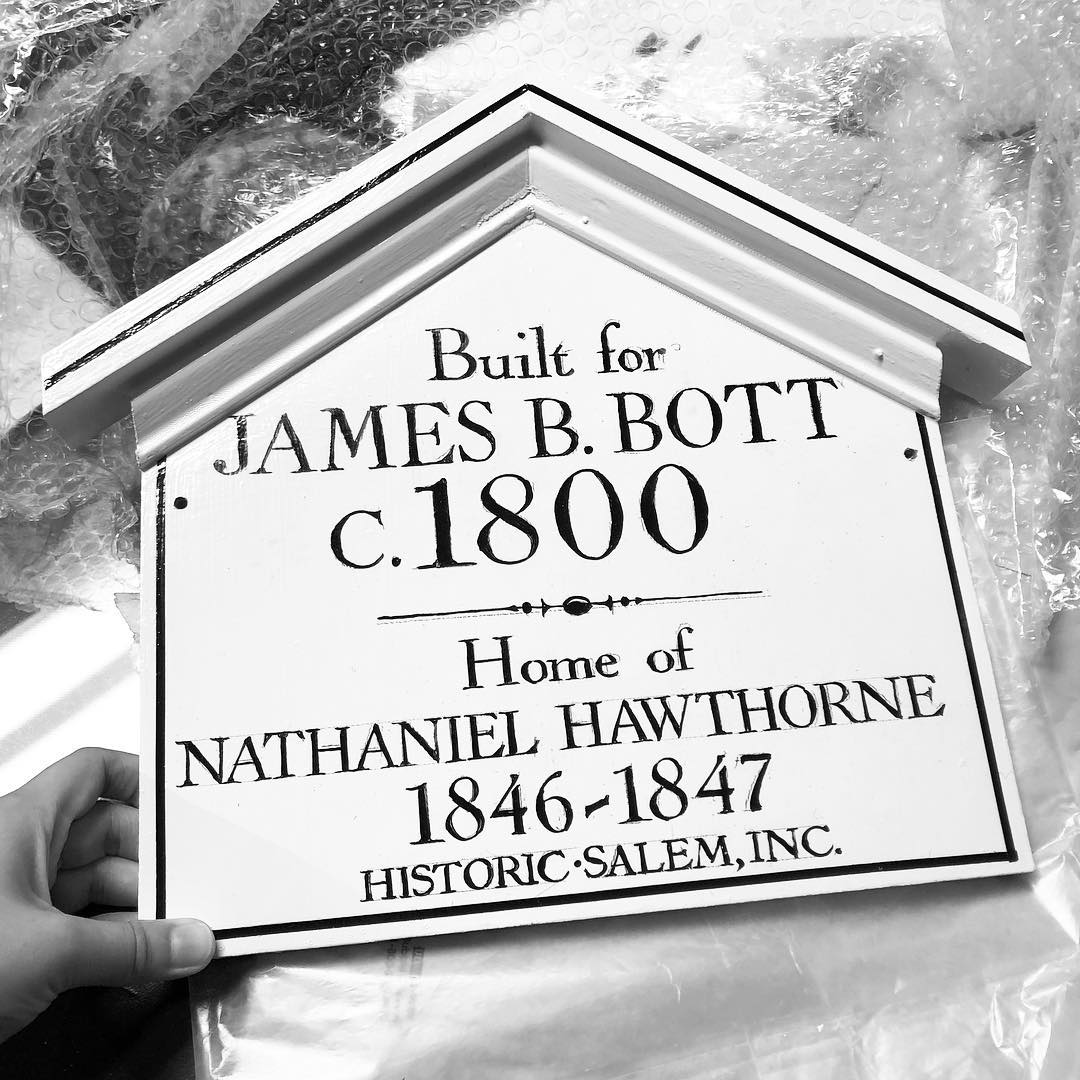 Built for
JAMES B. BOTT
c.1800
Home of
NATHANIEL HAWTHORNE
1846-1847
HISTORIC·SALEM, INC.